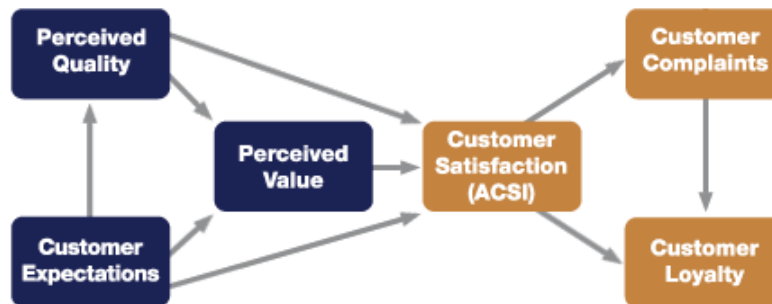 Perceived
Quality
Customer
Complaints
Perceived
Value
Customer
Satisfaction
(ACSI)
Customer
Expectations
Customer
Loyalty